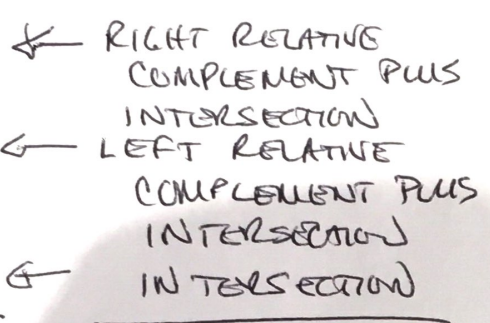 ← RIGHT RELATIVE
COMPLEMENT PLUS
INTERSECTION
← LEFT RELATIVE
COMPLEMENT PLUS
INTERSECTION
← INTERSECTION